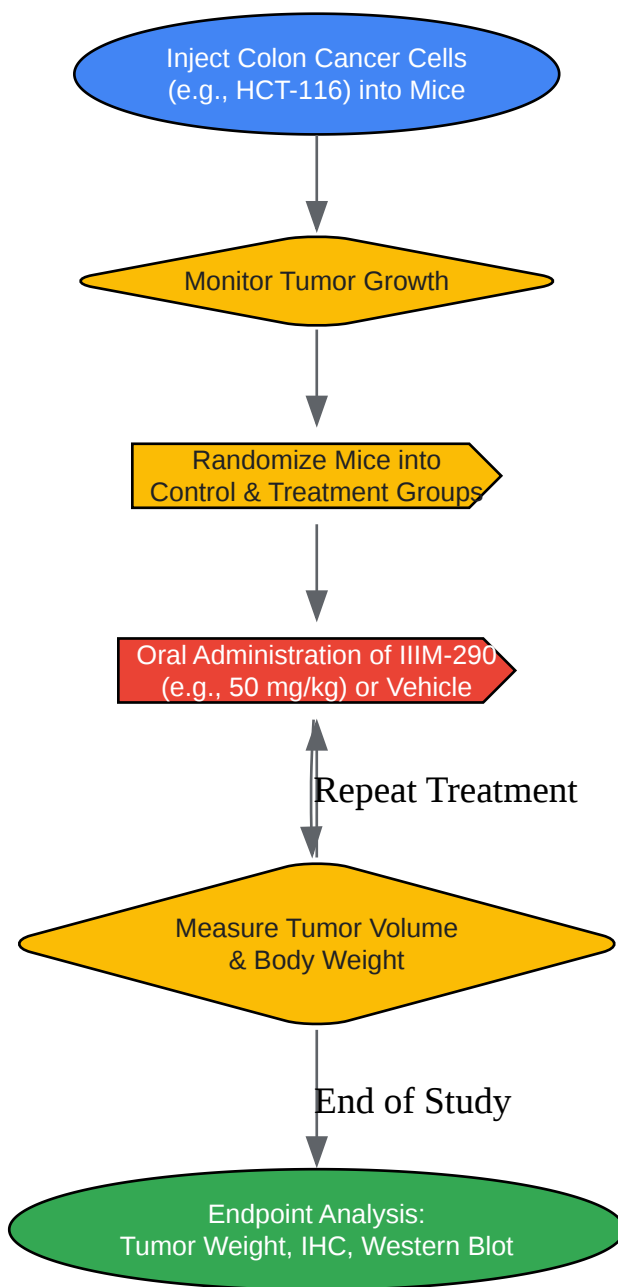 Inject Colon Cancer Cells
(e.g., HCT-116) into Mice
Monitor Tumor Growth
Randomize Mice into
Control & Treatment Groups
Oral Administration of IIIM-290
(e.g., 50 mg/kg) or Vehicle
Repeat Treatment
Measure Tumor Volume
& Body Weight
End of Study
Endpoint Analysis:
Tumor Weight, IHC, Western Blot